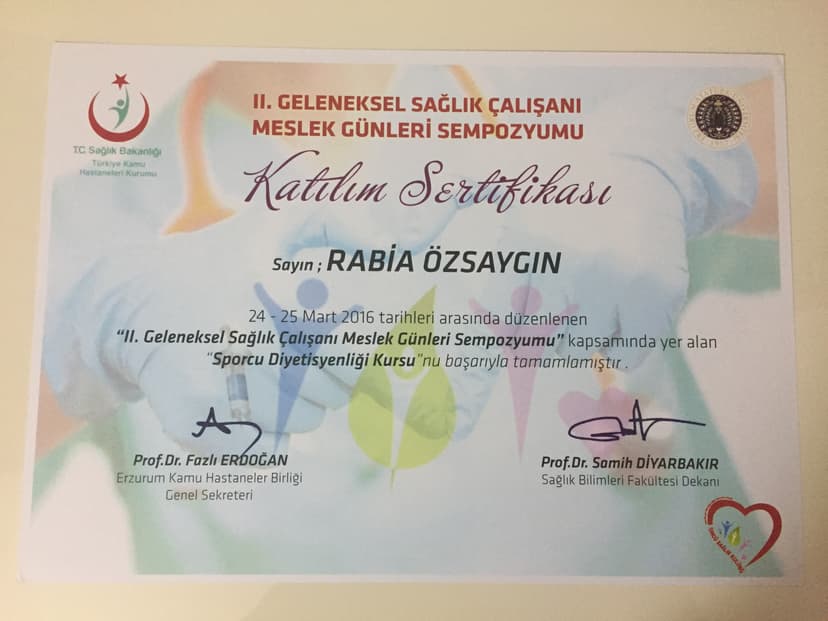 T.C. Sağlık Bakanlığı
Türkiye Kamu
Hastaneleri Kurumu
II. GELENEKSEL SAĞLIK ÇALIŞANI
MESLEK GÜNLERİ SEMPOZYUMU
Katılım Sertifikası
Sayın ; RABİA ÖZSAYGIN
24 - 25 Mart 2016 tarihleri arasında düzenlenen
“II. Geleneksel Sağlık Çalışanı Meslek Günleri Sempozyumu” kapsamında yer alan
"Sporcu Diyetisyenliği Kursu"nu başarıyla tamamlamıştır .
Prof.Dr. Fazlı ERDOĞAN
Erzurum Kamu Hastaneler Birliği
Genel Sekreteri
Prof.Dr. Samih DİYARBAKIR
Sağlık Bilimleri Fakültesi Dekanı